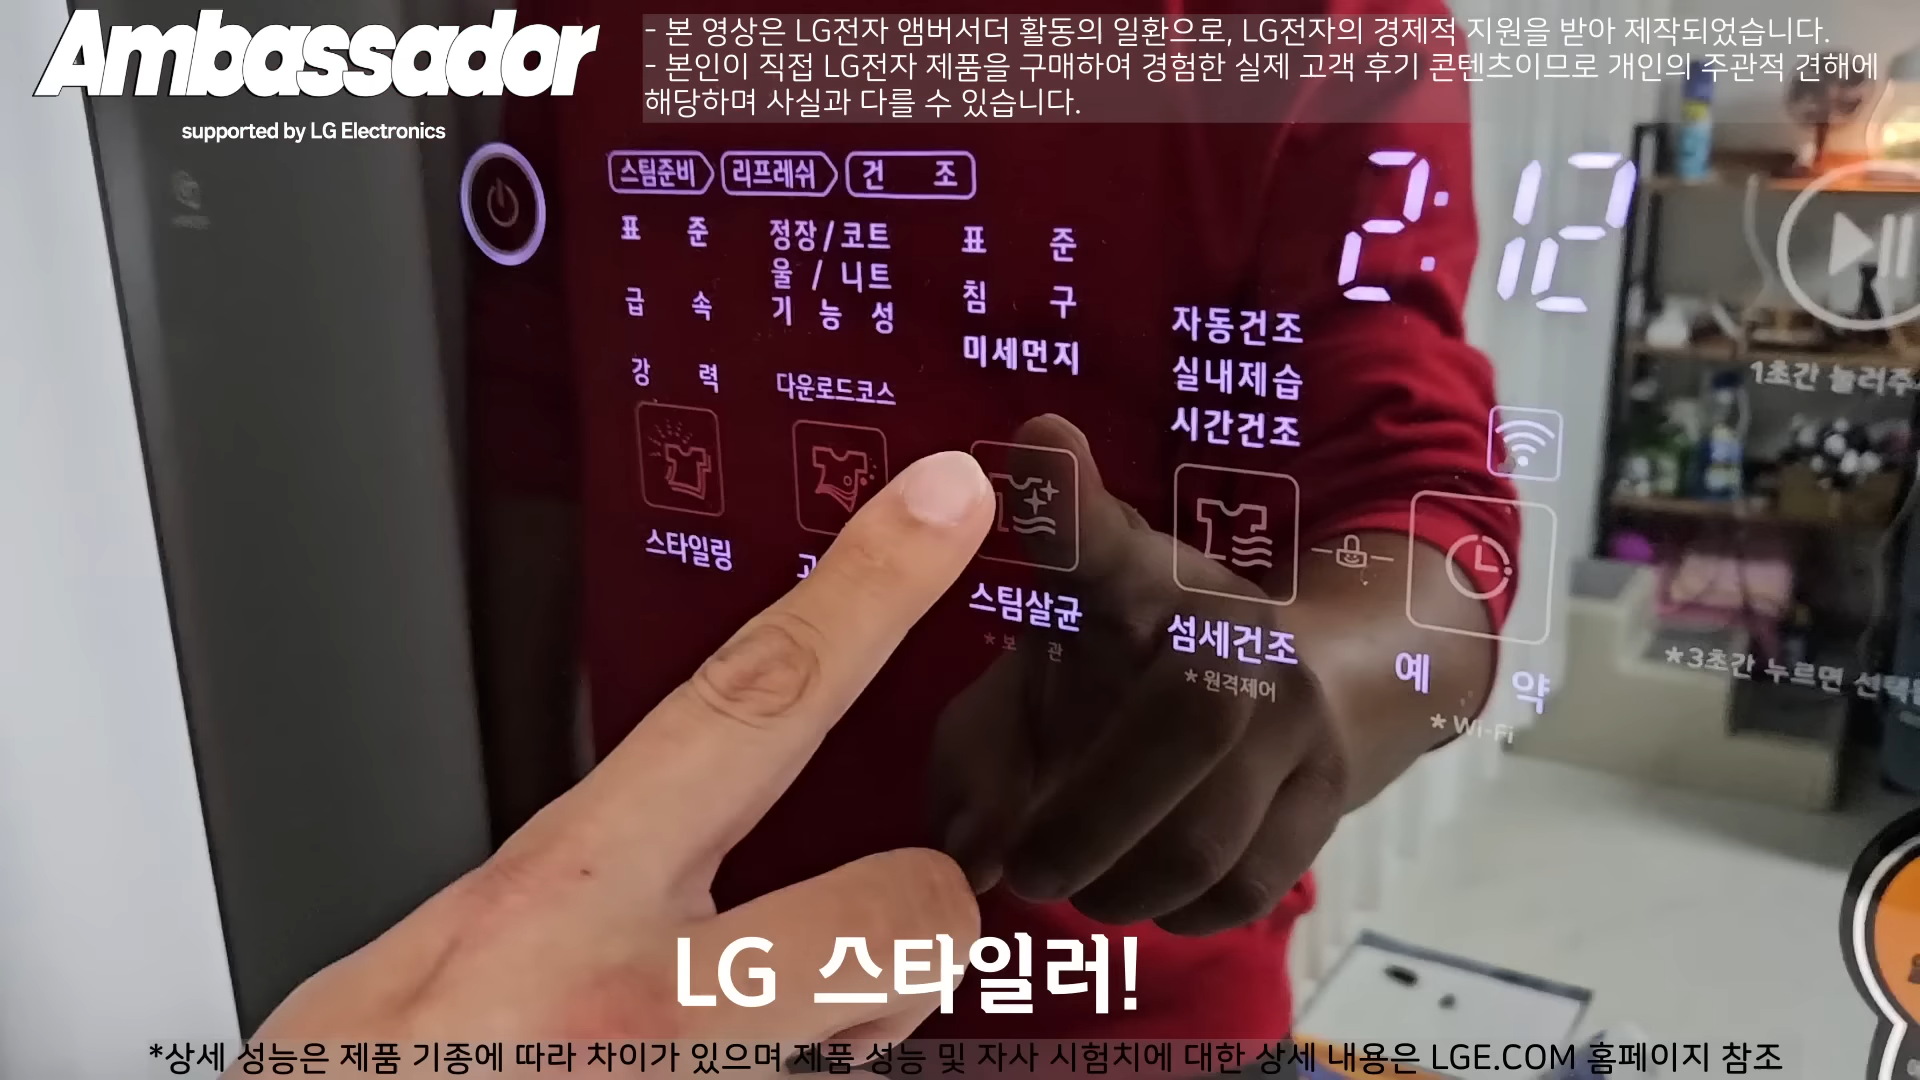 Ambassador
supported by LG Electronics
- 본 영상은 LG전자 앰버서더 활동의 일환으로, LG전자의 경제적 지원을 받아 제작되었습니다.
- 본인이 직접 LG전자 제품을 구매하여 경험한 실제 고객 후기 콘텐츠이므로 개인의 주관적 견해에
해당하며 사실과 다를 수 있습니다.
스팀준비 리프레쉬 건 조
2:12
표 준
급 속
강 력
스타일링
정장/코트
울 / 니트
기 능 성
다운로드코스
표 준
침 구
미세먼지
스팀살균
*보 관
자동건조
실내제습
시간건조
섬세건조
*원격제어
예 약
*Wi-Fi
1초간
*3초간 누르면
LG 스타일러!
*상세 성능은 제품 기종에 따라 차이가 있으며 제품 성능 및 자사 시험치에 대한 상세 내용은 LGE.COM 홈페이지 참조